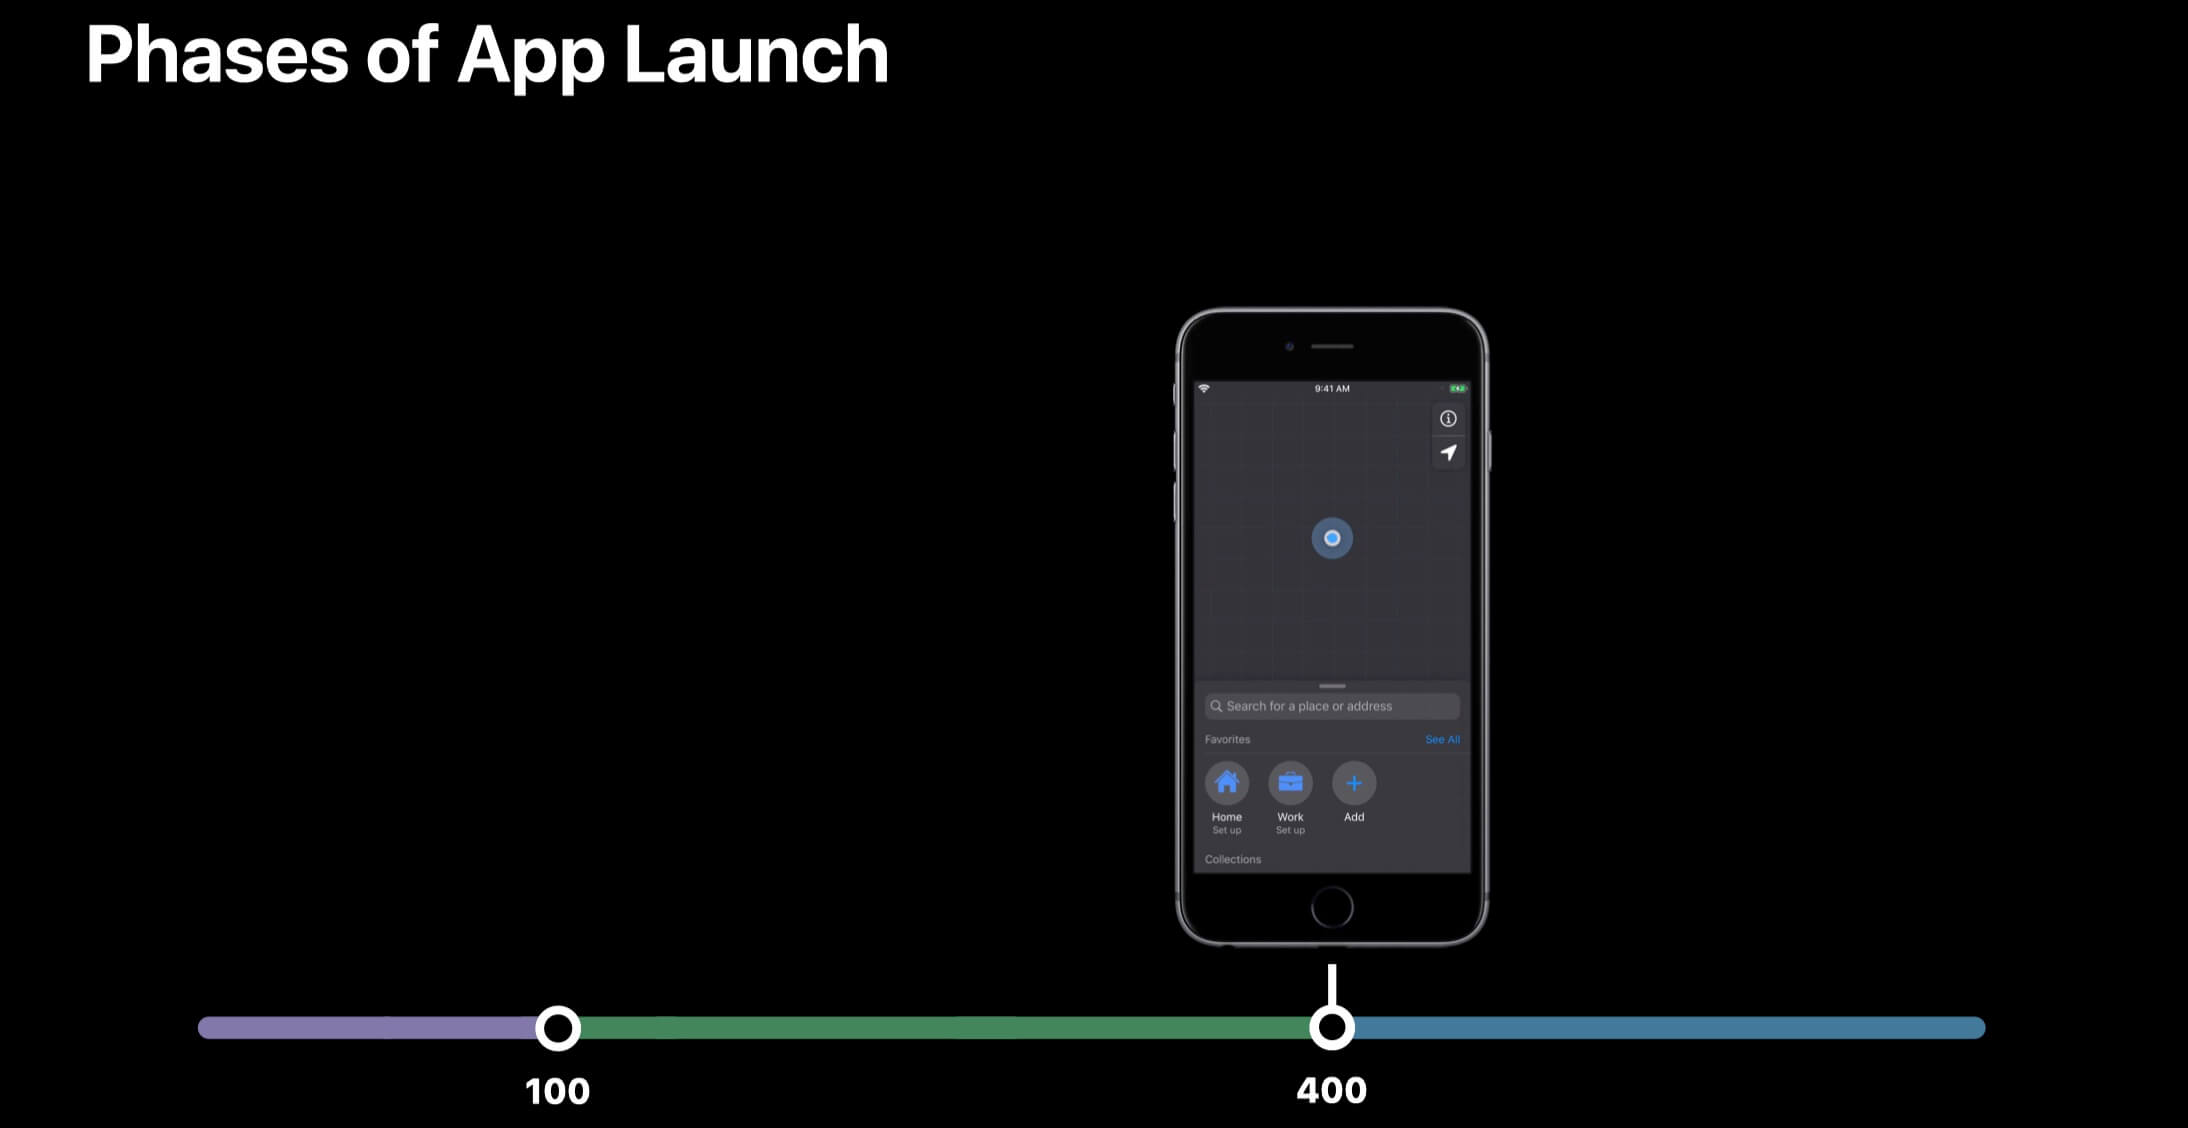 Phases of App Launch
9:41 AM
Search for a place or address
Favorites See All
Home Work Add
Set up Set up
Collections
100 400